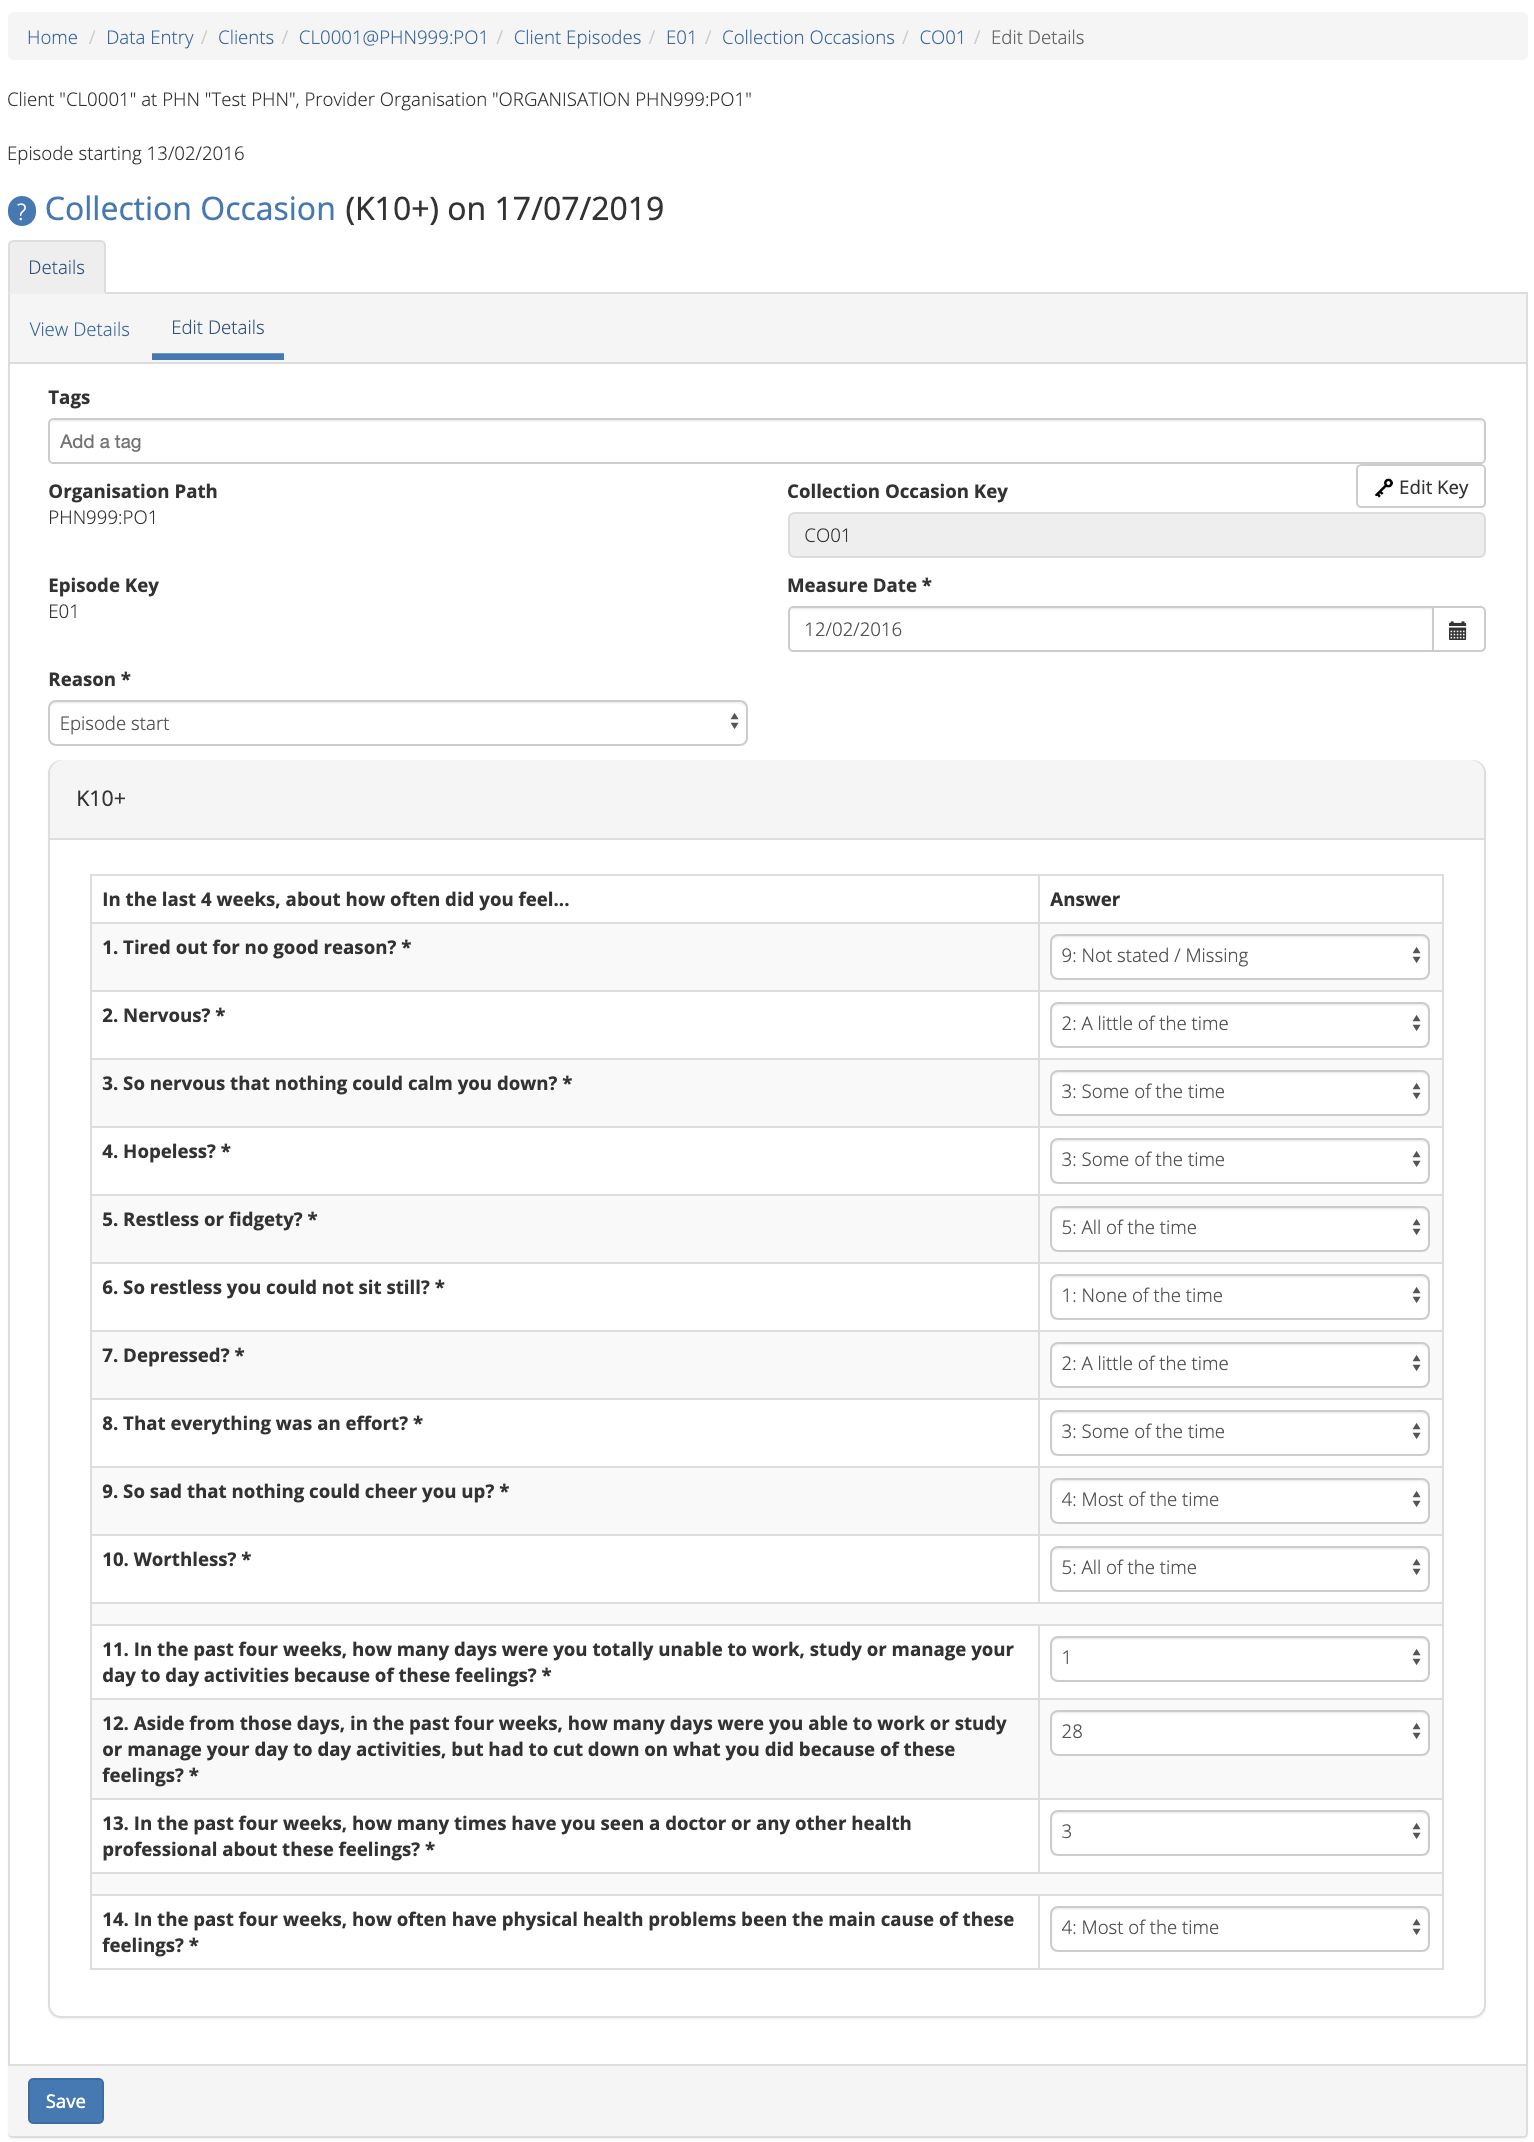 Home / Data Entry / Clients / CL0001@PHN999:PO1 / Client Episodes / E01 / Collection Occasions / CO01 / Edit Details
Client "CL0001" at PHN "Test PHN", Provider Organisation "ORGANISATION PHN999:PO1"
Episode starting 13/02/2016
? Collection Occasion (K10+) on 17/07/2019
Details
View Details Edit Details
Tags
Add a tag
Organisation Path
PHN999:PO1
Collection Occasion Key
Edit Key
CO01
Episode Key
E01
Measure Date *
12/02/2016
Reason *
Episode start
K10+
In the last 4 weeks, about how often did you feel... Answer
1. Tired out for no good reason? * 9: Not stated / Missing
2. Nervous? * 2: A little of the time
3. So nervous that nothing could calm you down? * 3: Some of the time
4. Hopeless? * 3: Some of the time
5. Restless or fidgety? * 5: All of the time
6. So restless you could not sit still? * 1: None of the time
7. Depressed? * 2: A little of the time
8. That everything was an effort? * 3: Some of the time
9. So sad that nothing could cheer you up? * 4: Most of the time
10. Worthless? * 5: All of the time
11. In the past four weeks, how many days were you totally unable to work, study or manage your
day to day activities because of these feelings? *
1
12. Aside from those days, in the past four weeks, how many days were you able to work or study
or manage your day to day activities, but had to cut down on what you did because of these
feelings? *
28
13. In the past four weeks, how many times have you seen a doctor or any other health
professional about these feelings? *
3
14. In the past four weeks, how often have physical health problems been the main cause of these
feelings? *
4: Most of the time
Save